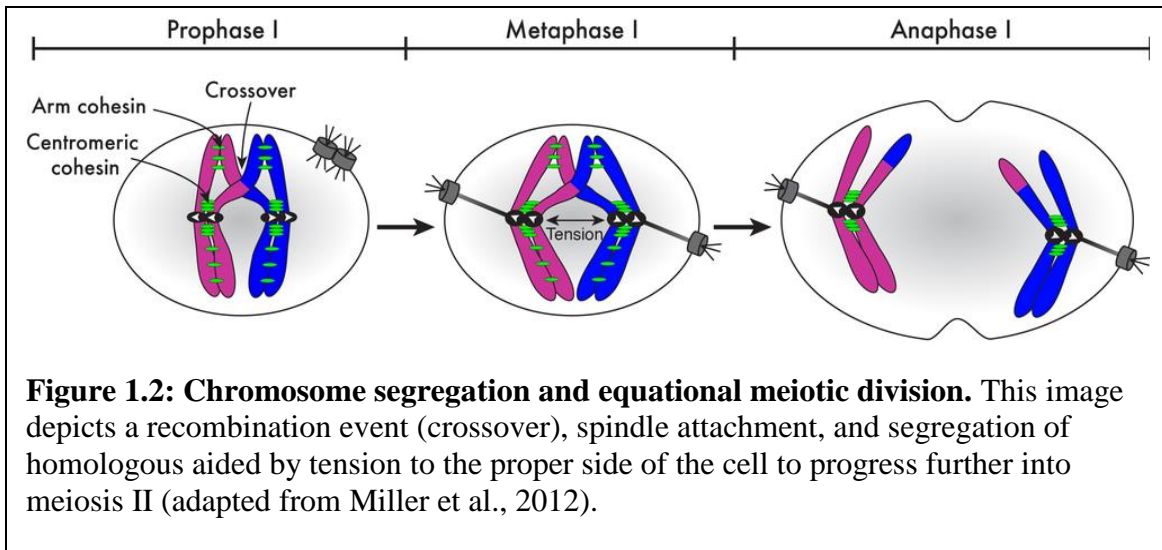 Prophase I
Metaphase I
Anaphase I
Arm cohesin
Crossover
Centromeric
cohesin
Tension
Figure 1.2: Chromosome segregation and equational meiotic division. This image
depicts a recombination event (crossover), spindle attachment, and segregation of
homologous aided by tension to the proper side of the cell to progress further into
meiosis II (adapted from Miller et al., 2012).